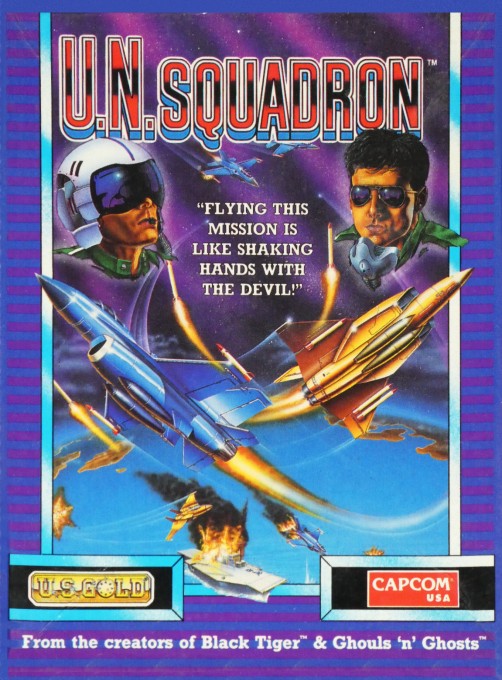 U.N. SQUADRON™
“FLYING THIS
MISSION IS
LIKE SHAKING
HANDS WITH
THE DEVIL!”
U.S. GOLD
CAPCOM®
USA
From the creators of Black Tiger™ & Ghouls 'n' Ghosts™